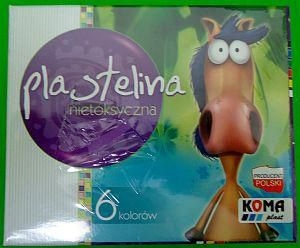 plastelina
nietoksyczna
PRODUCENT
POLSKI
6 kolorów
KOMA
plast